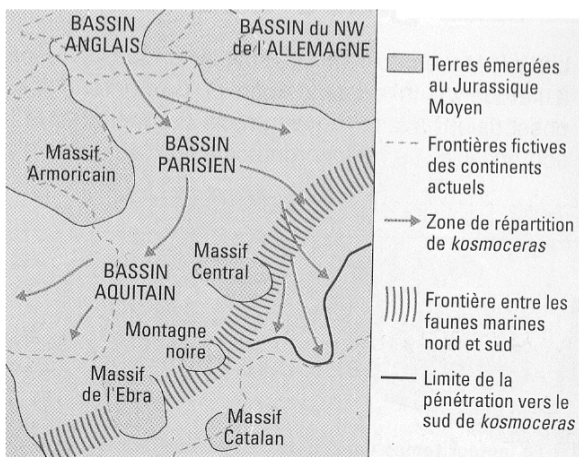 BASSIN
ANGLAIS
BASSIN du NW
de l'ALLEMAGNE
Massif
Armoricain
BASSIN
PARISIEN
Massif
Central
BASSIN
AQUITAIN
Montagne
noire
Massif
de l'Ebra
Massif
Catalan
Terres émergées
au Jurassique
Moyen
Frontières fictives
des continents
actuels
Zone de répartition
de kosmoceras
Frontière entre les
faunes marines
nord et sud
Limite de la
pénétration vers le
sud de kosmoceras